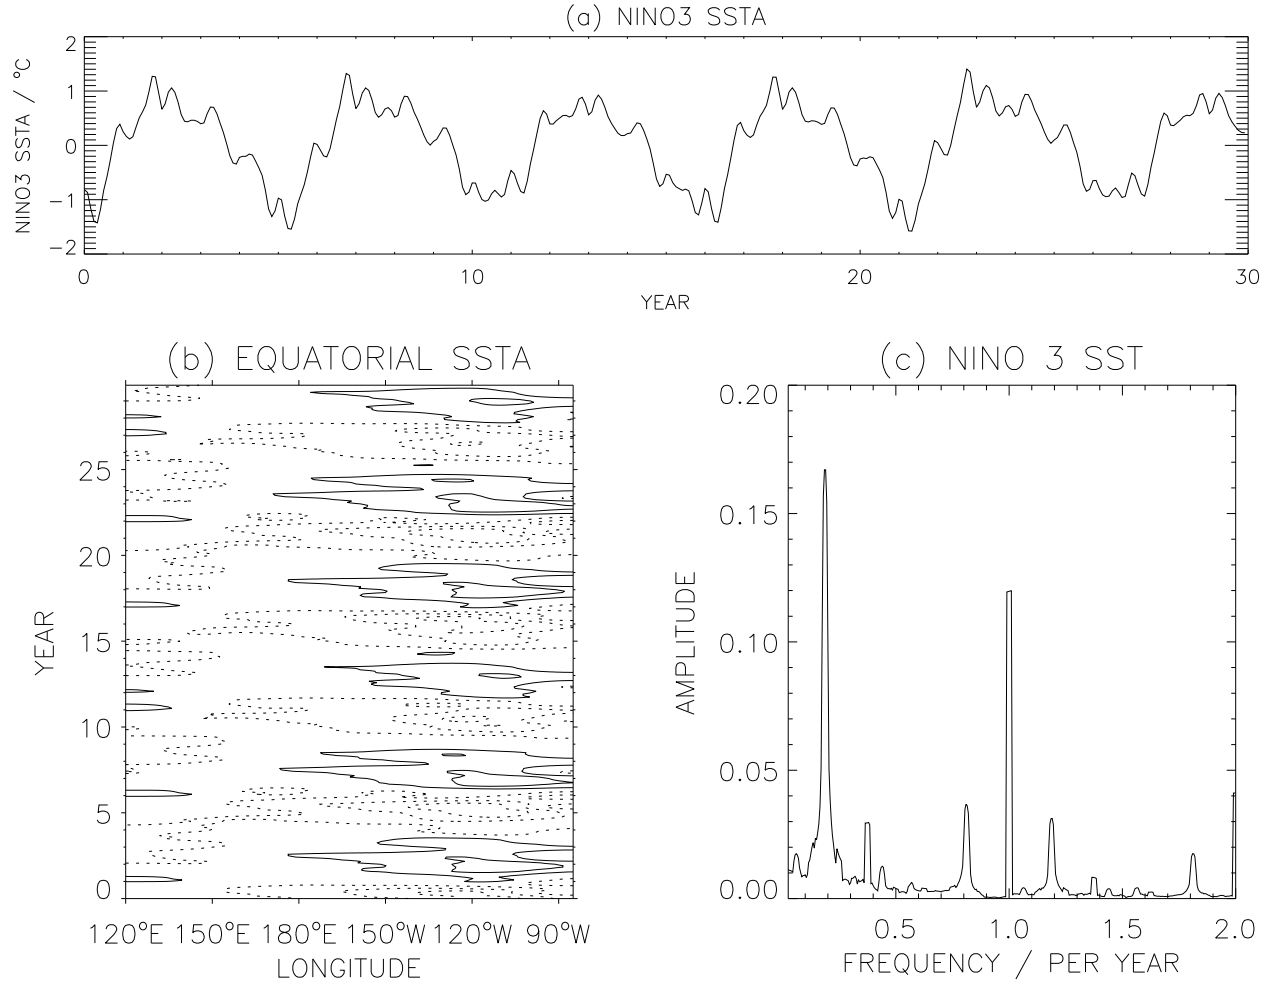 (a) NINO3 SSTA
NINO3 SSTA / °C
2
1
0
−1
−2
0 10 20 30
YEAR
(b) EQUATORIAL SSTA
YEAR
25
20
15
10
5
0
120°E 150°E 180°E 150°W 120°W 90°W
LONGITUDE
(c) NINO 3 SST
AMPLITUDE
0.20
0.15
0.10
0.05
0.00
0.5 1.0 1.5 2.0
FREQUENCY / PER YEAR